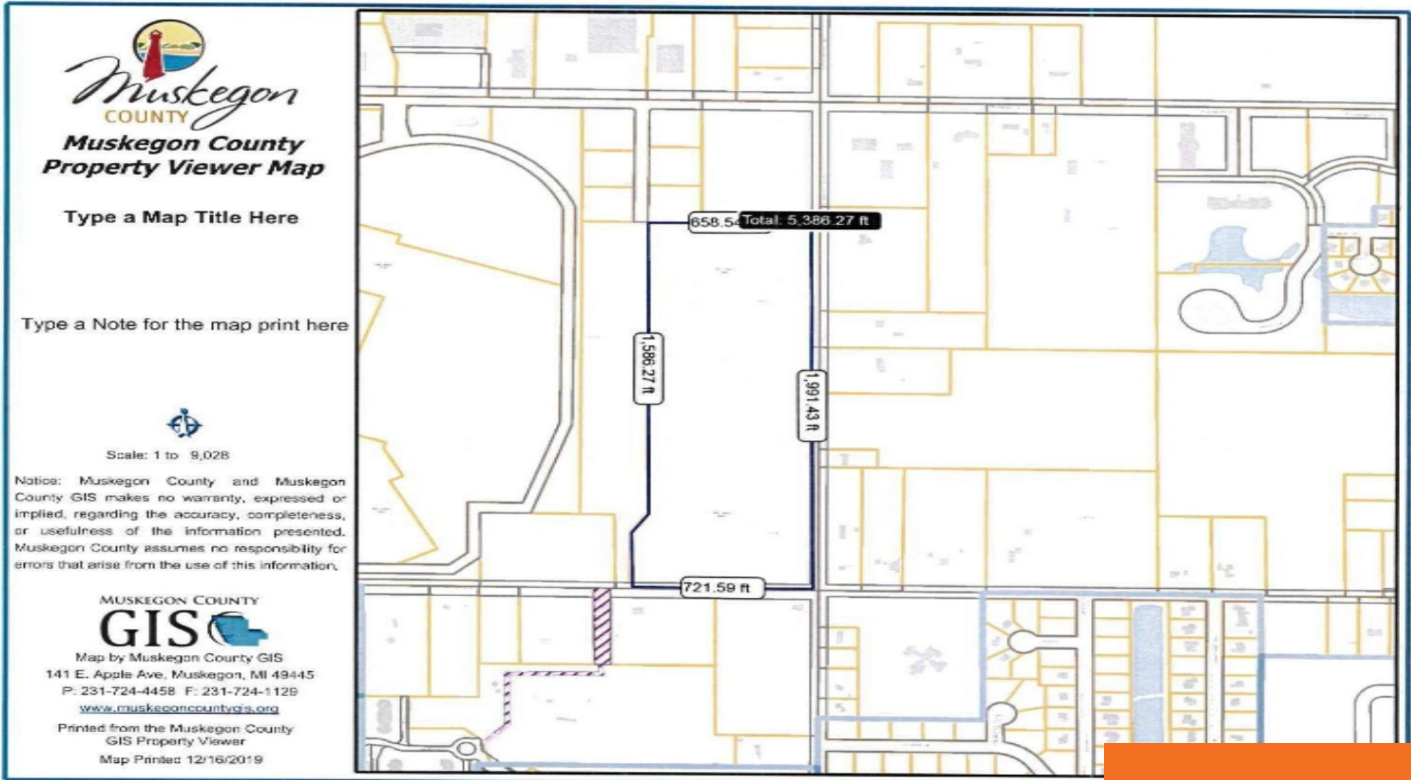 Muskegon
COUNTY
Muskegon County
Property Viewer Map
Type a Map Title Here
Type a Note for the map print here
Scale: 1 to 9,028
Notice: Muskegon County and Muskegon
County GIS makes no warranty, expressed or
implied, regarding the accuracy, completeness,
or usefulness of the information presented.
Muskegon County assumes no responsibility for
errors that arise from the use of this information.
MUSKEGON COUNTY
GIS
Map by Muskegon County GIS
141 E. Apple Ave, Muskegon, MI 49445
P: 231-724-4458 F: 231-724-1129
www.muskegoncountygis.org
Printed from the Muskegon County
GIS Property Viewer
Map Printed 12/16/2019
658.54
Total: 5,386.27 ft
1,586.27 ft
1,991.43 ft
721.59 ft